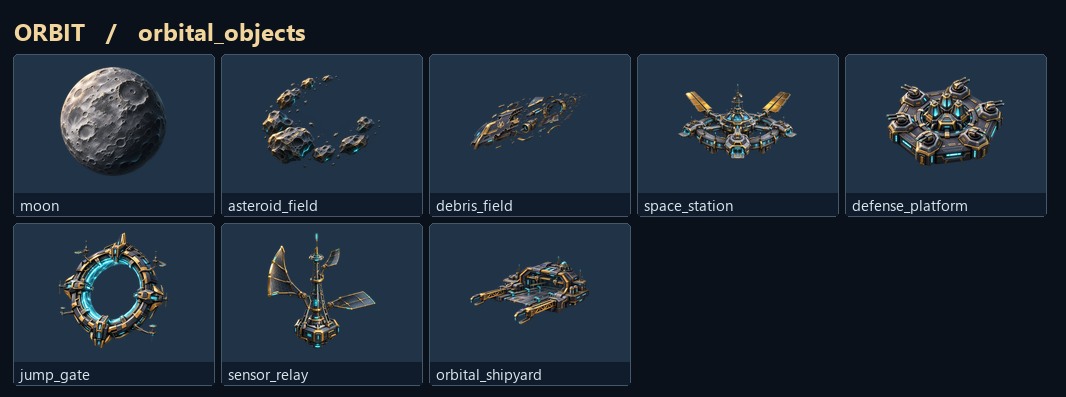 ORBIT / orbital_objects
moon
asteroid_field
debris_field
space_station
defense_platform
jump_gate
sensor_relay
orbital_shipyard